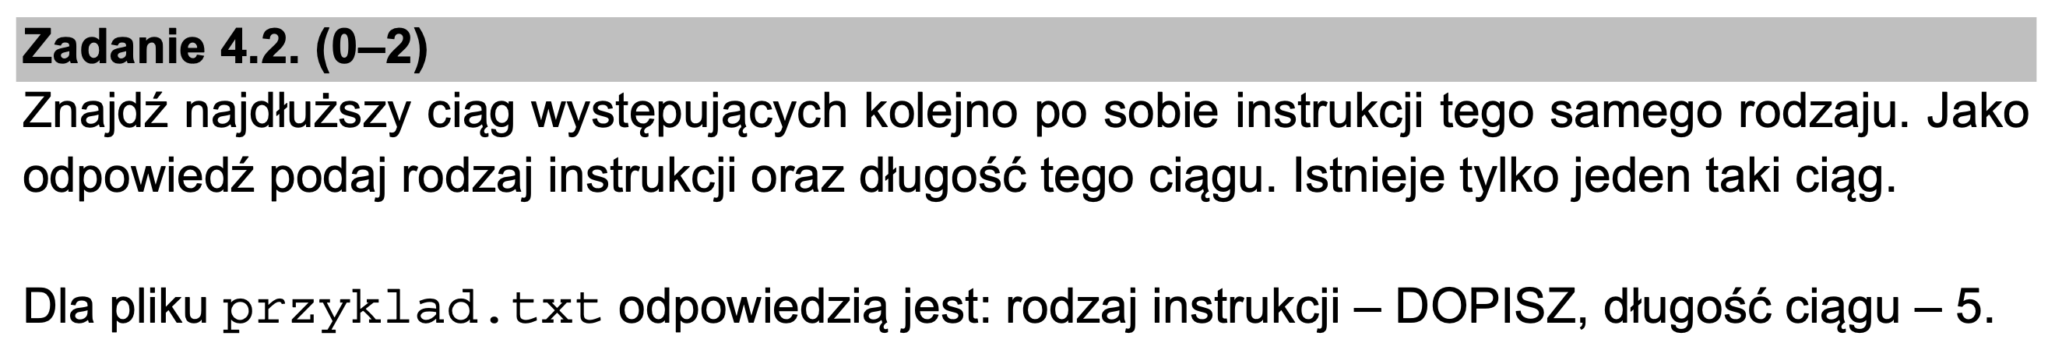 Zadanie 4.2. (0–2)
Znajdź najdłuższy ciąg występujących kolejno po sobie instrukcji tego samego rodzaju. Jako
odpowiedź podaj rodzaj instrukcji oraz długość tego ciągu. Istnieje tylko jeden taki ciąg.
Dla pliku przyklad.txt odpowiedzią jest: rodzaj instrukcji – DOPISZ, długość ciągu – 5.